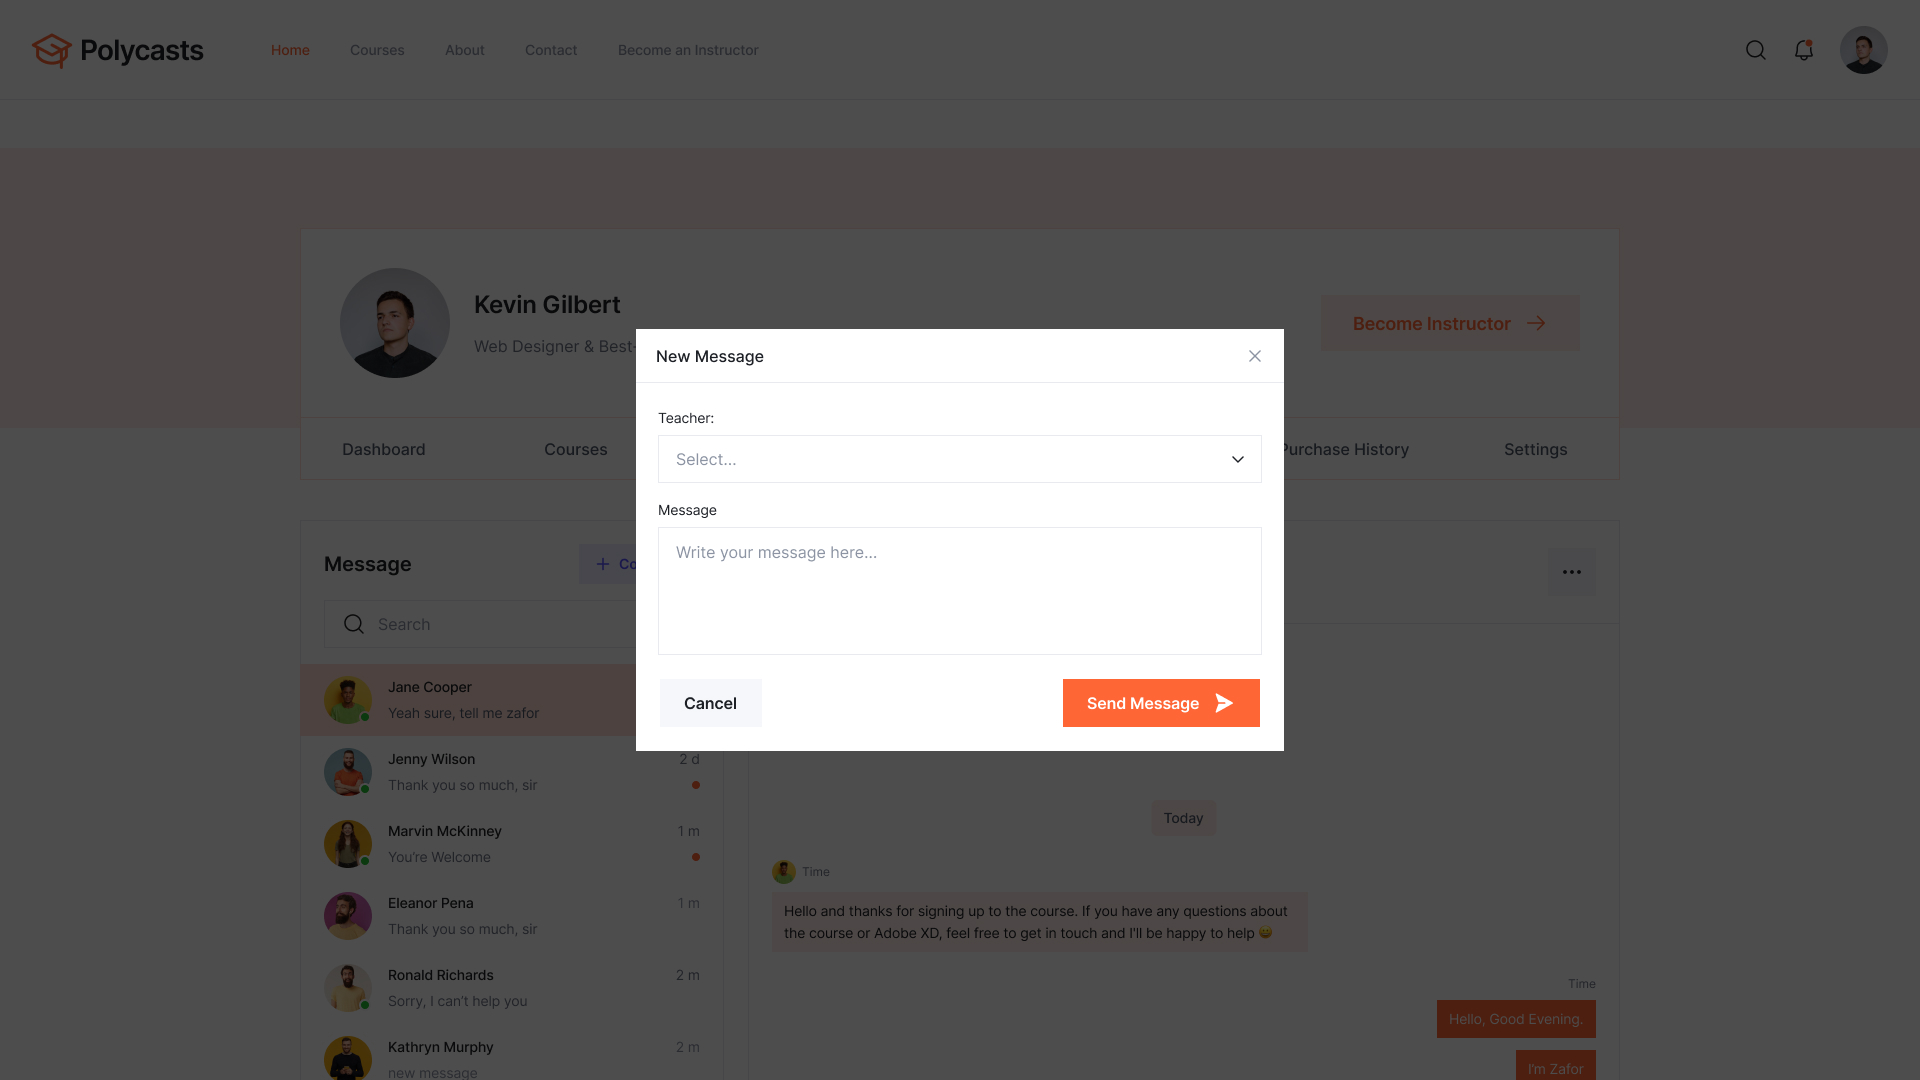 Polycasts
Home
Courses
About
Contact
Become an Instructor
Kevin Gilbert
Web Designer & Best-
Become Instructor
Dashboard
Courses
Purchase History
Settings
New Message
Teacher:
Select...
Message
Write your message here...
Cancel
Send Message
Message
Search
Jane Cooper
Yeah sure, tell me zafor
Jenny Wilson
2 d
Thank you so much, sir
Marvin McKinney
1 m
You're Welcome
Eleanor Pena
1 m
Thank you so much, sir
Ronald Richards
2 m
Sorry, I can't help you
Kathryn Murphy
2 m
new message
Today
Time
Hello and thanks for signing up to the course. If you have any questions about
the course or Adobe XD, feel free to get in touch and I'll be happy to help 😀
Time
Hello, Good Evening.
I'm Zafor